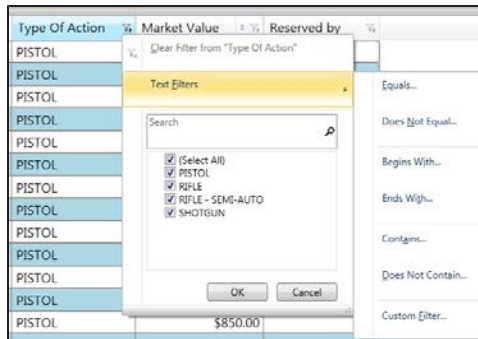 Type Of Action Market Value Reserved by
PISTOL
Clear Filter from "Type Of Action"
PISTOL
Text Filters
Equals...
PISTOL
PISTOL
Search
Does Not Equal...
PISTOL
(Select All)
Begins With...
PISTOL
PISTOL
RIFLE
PISTOL
RIFLE - SEMI-AUTO
Ends With...
PISTOL
SHOTGUN
PISTOL
Contains...
PISTOL
Does Not Contain...
PISTOL
OK Cancel
PISTOL
Custom Filter...
PISTOL $850.00